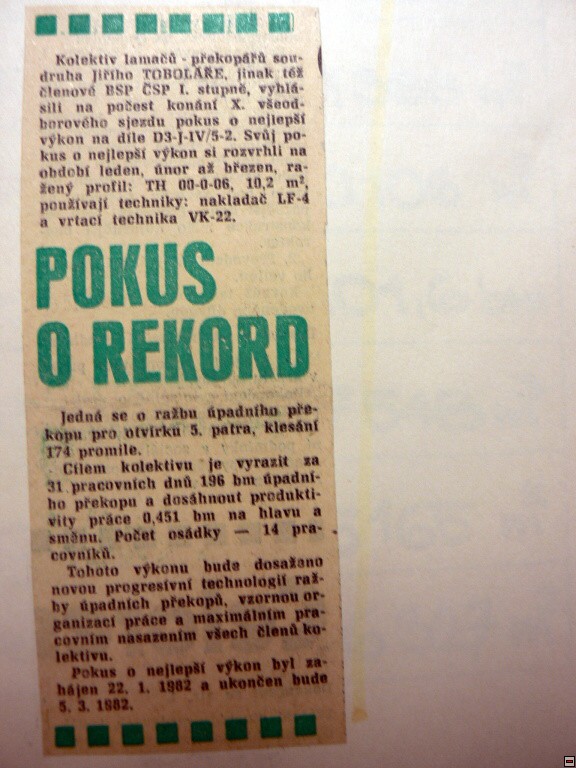 Kolektiv lamačů - překopářů sou-
druha Jiřího TOBOLÁŘE, jinak též
členové BSP ČSP I. stupně, vyhlá-
sili na počest konání X. všeod-
borového sjezdu pokus o nejlepší
výkon na díle D3-J-IV/5-2. Svůj po-
kus o nejlepší výkon si rozvrhli na
období leden, únor až březen, ra-
žený profil: TH 00-0-06, 10,2 m²,
používají techniky: nakladač LF-4
a vrtací technika VK-22.
POKUS
O REKORD
Jedná se o ražbu úpadního pře-
kopu pro otvírku 5. patra, klesání
174 promile.
Cílem kolektivu je vyrazit za
31 pracovních dnů 196 bm úpadní-
ho překopu a dosáhnout produkti-
vity práce 0,451 bm na hlavu a
směnu. Počet osádky — 14 pra-
covníků.
Tohoto výkonu bude dosaženo
novou progresívní technologií raž-
by úpadních překopů, vzornou or-
ganizací práce a maximálním pra-
covním nasazením všech členů ko-
lektivu.
Pokus o nejlepší výkon byl za-
hájen 22. 1. 1982 a ukončen bude
5. 3. 1982.